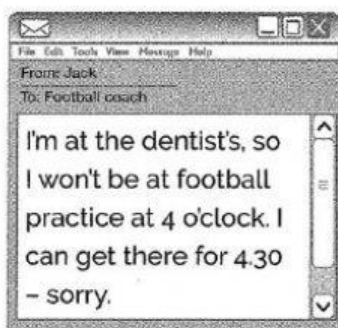 File Edit Tools View Message Help
From: Jack
To: Football coach
I'm at the dentist's, so
I won't be at football
practice at 4 o'clock. I
can get there for 4.30
– sorry.